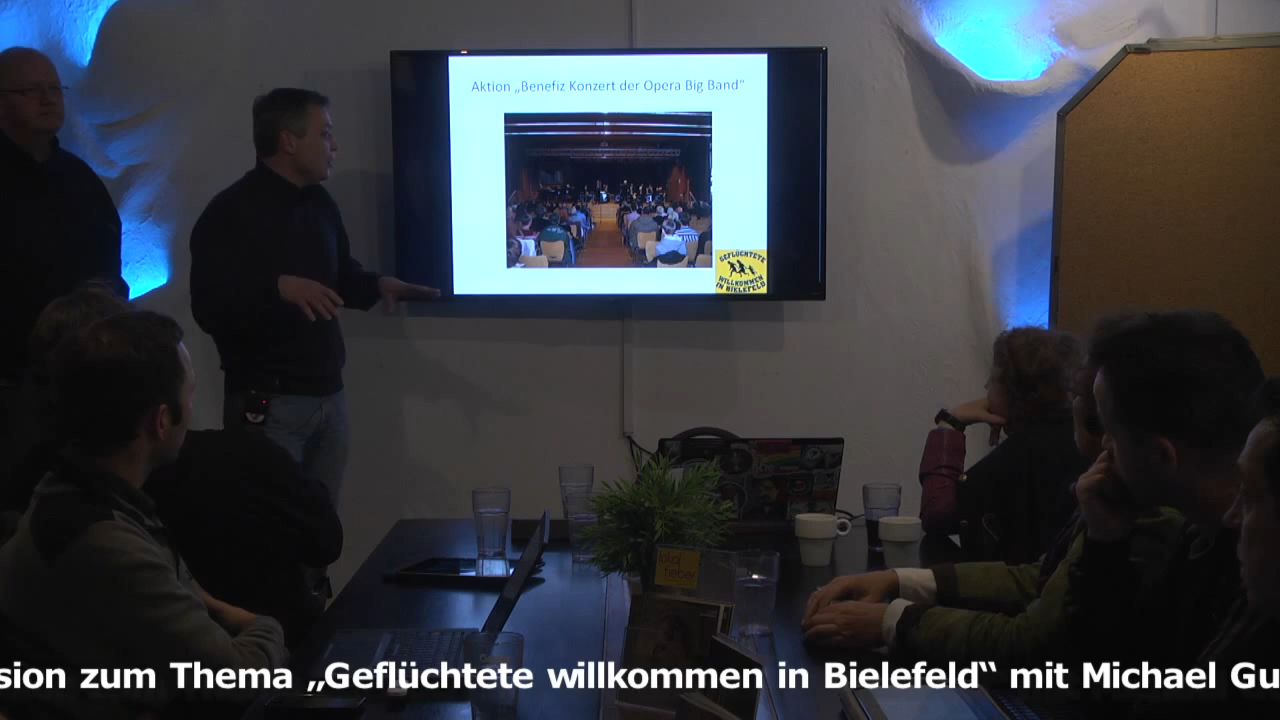 Aktion „Benefiz Konzert der Opera Big Band"
GEFLÜCHTETE
WILLKOMMEN
IN BIELEFELD
sion zum Thema „Geflüchtete willkommen in Bielefeld“ mit Michael Gu